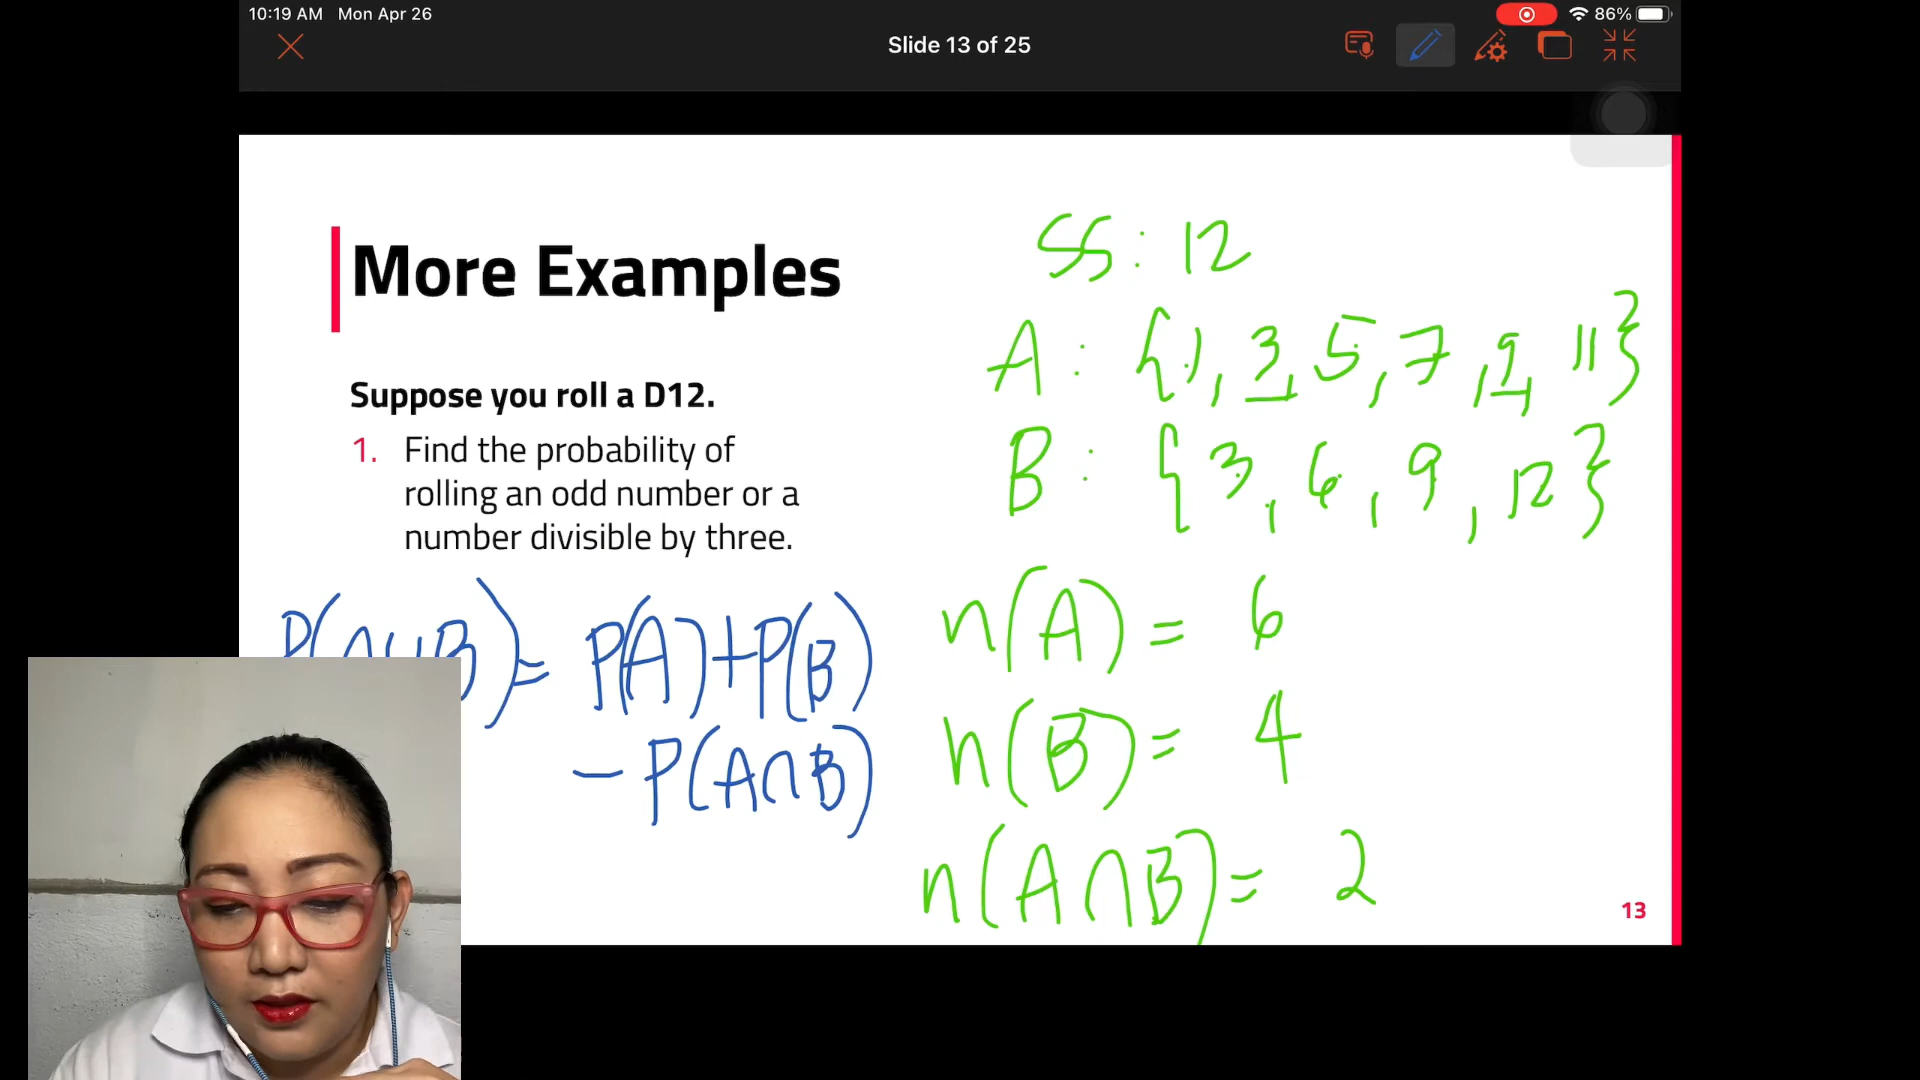 10:19 AM Mon Apr 26
86%
Slide 13 of 25
More Examples
Suppose you roll a D12.
1. Find the probability of
rolling an odd number or a
number divisible by three.
B) = P(A) + P(B)
− P(A∩B)
SS: 12
A: {1, 3, 5, 7, 9, 11}
B: {3, 6, 9, 12}
n(A) = 6
n(B) = 4
n(A∩B) = 2
13